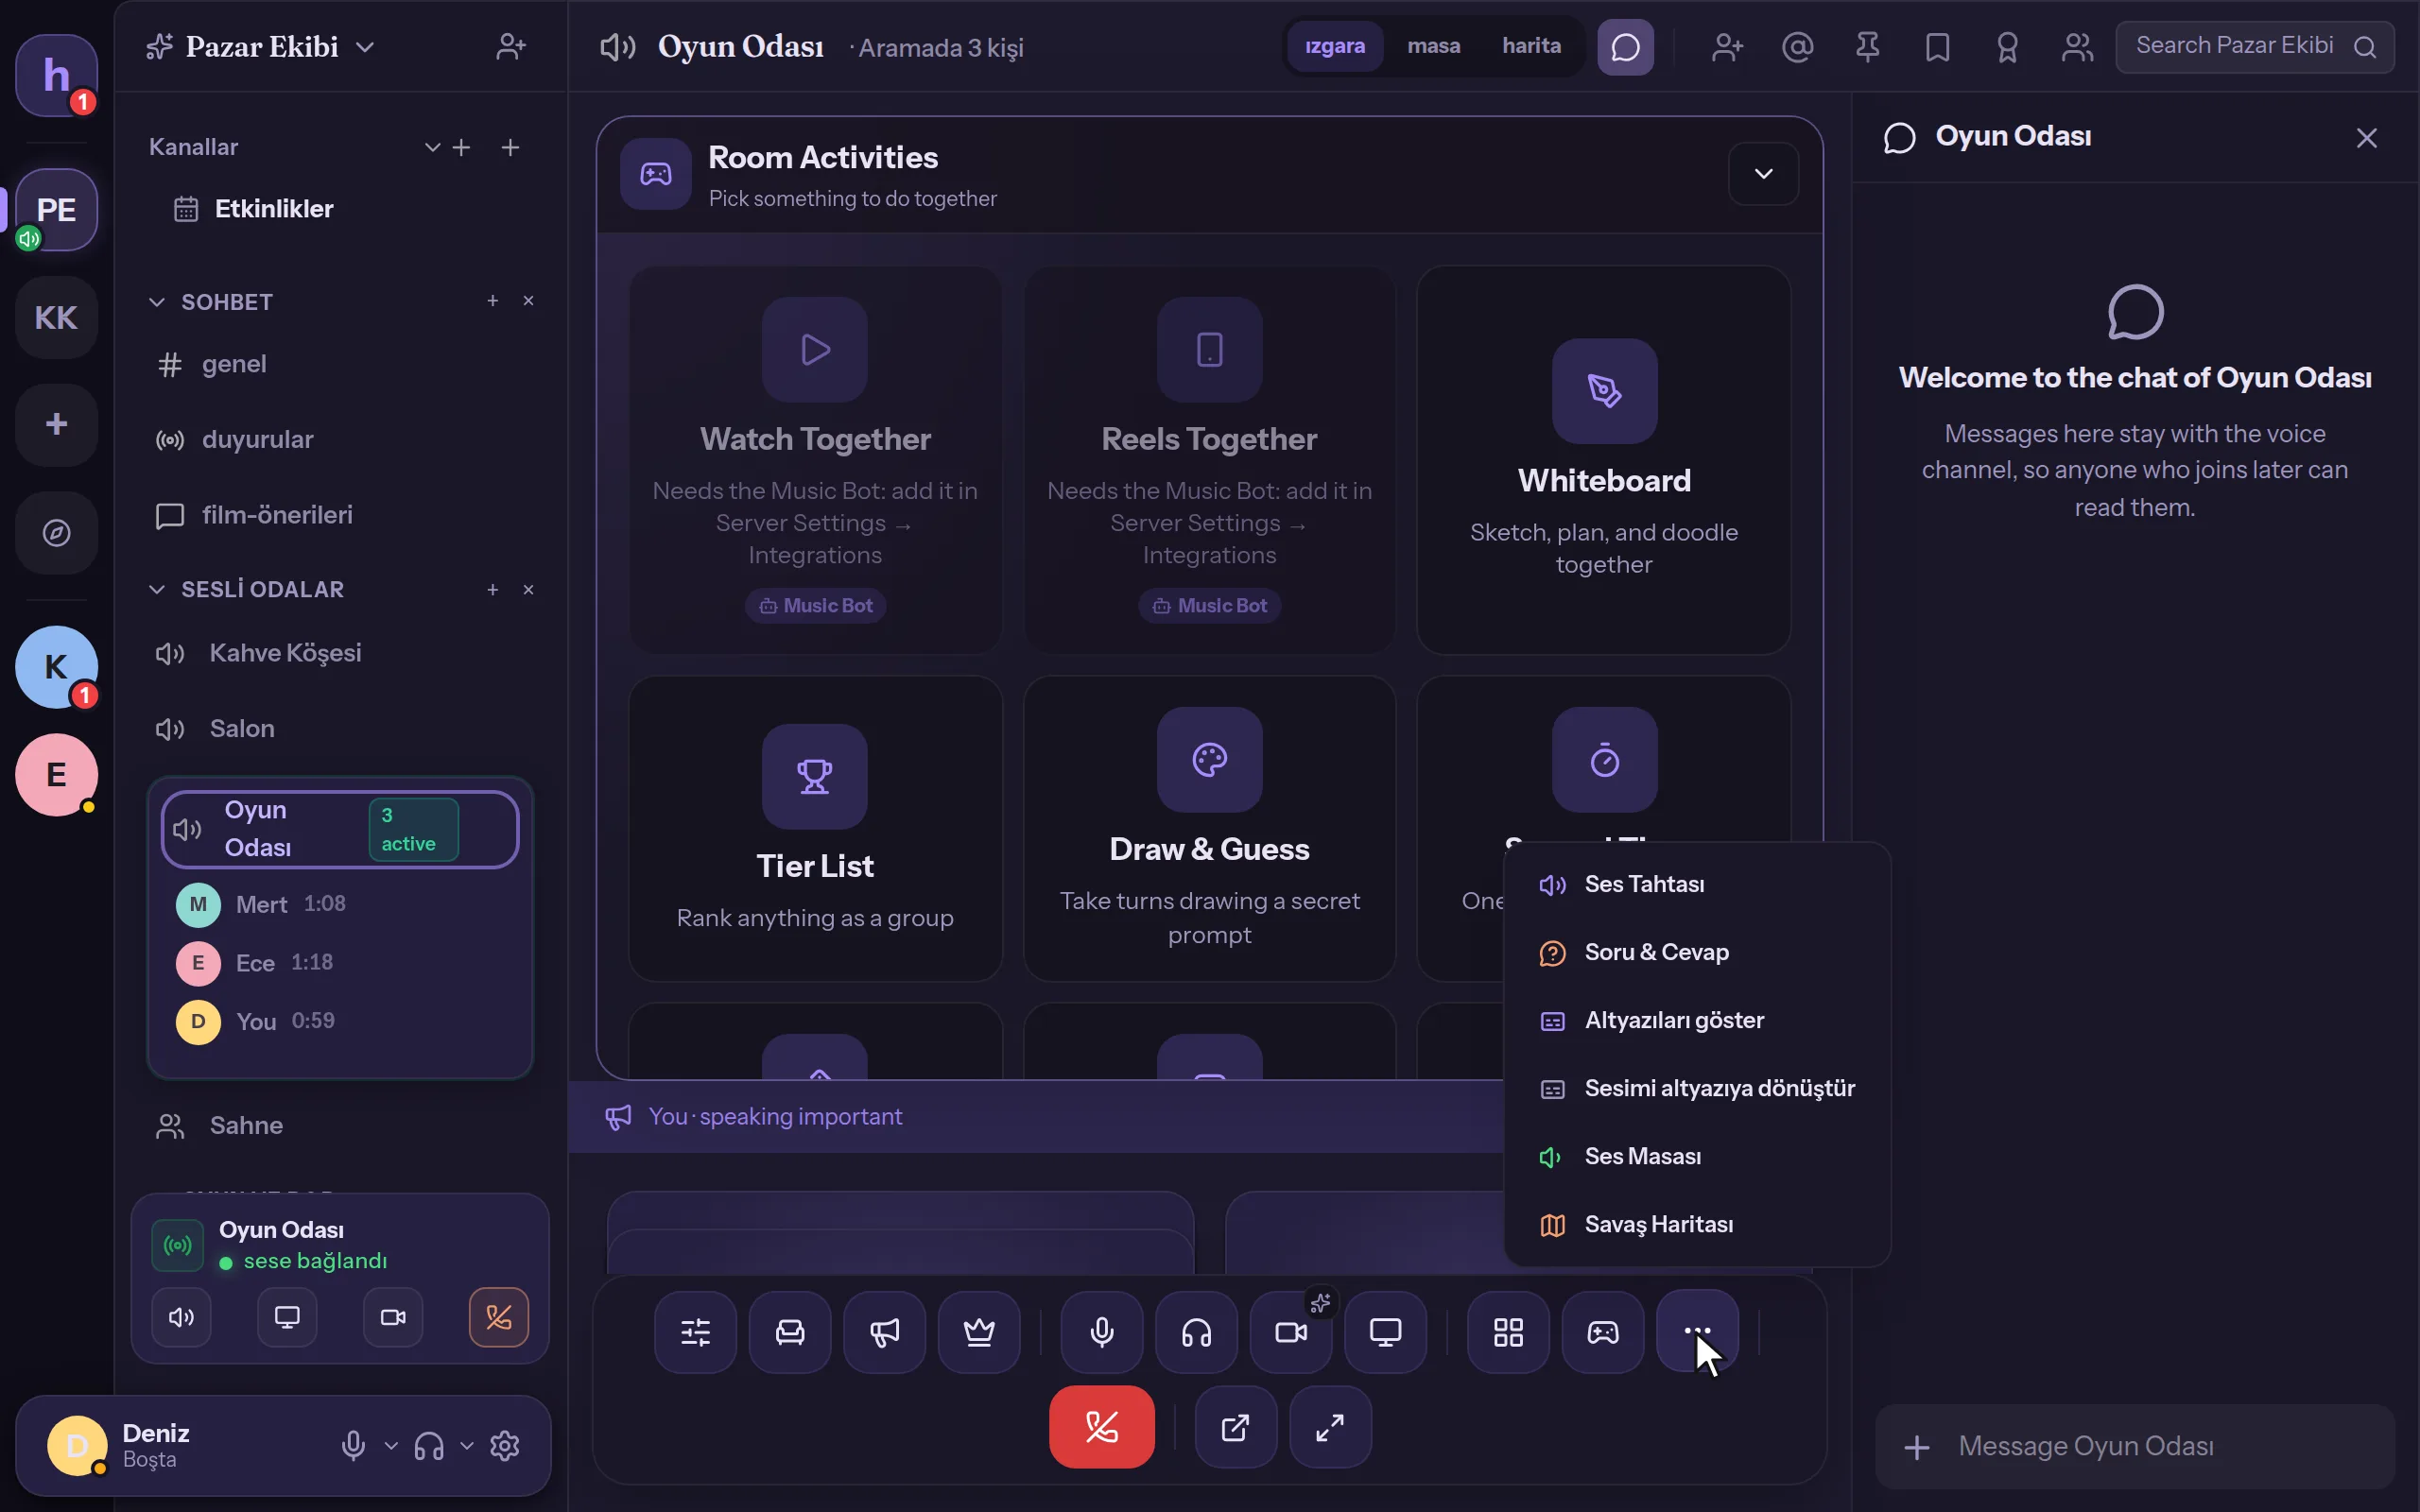 h
1
PE
KK
K
1
E
Pazar Ekibi
Kanallar
Etkinlikler
SOHBET
genel
duyurular
film-önerileri
SESLİ ODALAR
Kahve Köşesi
Salon
Oyun
Odası
3
active
M Mert 1:08
E Ece 1:18
D You 0:59
Sahne
Oyun Odası
sese bağlandı
D
Deniz
Boşta
Oyun Odası · Aramada 3 kişi
ızgara masa harita
Search Pazar Ekibi
Room Activities
Pick something to do together
Watch Together
Needs the Music Bot: add it in
Server Settings →
Integrations
Music Bot
Reels Together
Needs the Music Bot: add it in
Server Settings →
Integrations
Music Bot
Whiteboard
Sketch, plan, and doodle
together
Tier List
Rank anything as a group
Draw & Guess
Take turns drawing a secret
prompt
You · speaking important
Ses Tahtası
Soru & Cevap
Altyazıları göster
Sesimi altyazıya dönüştür
Ses Masası
Savaş Haritası
Oyun Odası
Welcome to the chat of Oyun Odası
Messages here stay with the voice
channel, so anyone who joins later can
read them.
Message Oyun Odası